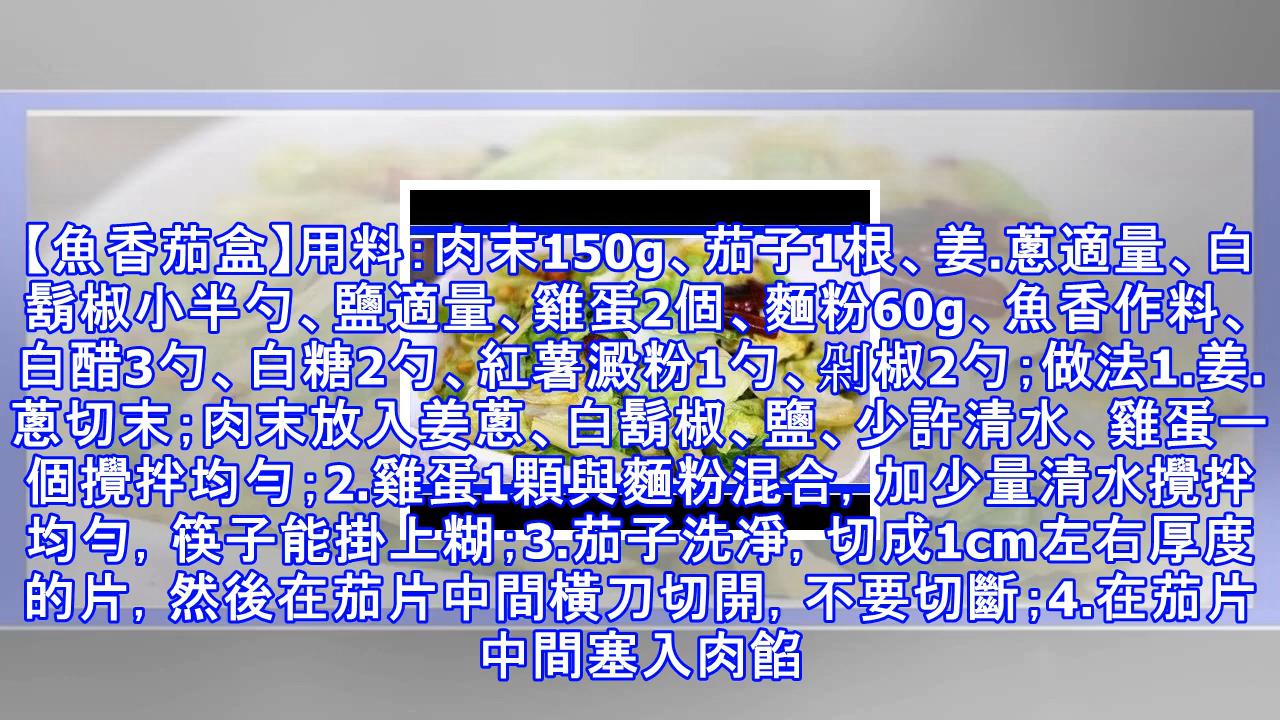 【魚香茄盒】用料:肉末150g、茄子1根、姜.蔥適量、白
鬍椒小半勺、鹽適量、雞蛋2個、麵粉60g、魚香作料、
白醋3勺、白糖2勺、紅薯澱粉1勺、剁椒2勺;做法1.姜.
蔥切末;肉末放入姜蔥、白鬍椒、鹽、少許清水、雞蛋一
個攪拌均勻;2.雞蛋1顆與麵粉混合, 加少量清水攪拌
均勻, 筷子能掛上糊;3.茄子洗凈, 切成1cm左右厚度
的片, 然後在茄片中間橫刀切開, 不要切斷;4.在茄片
中間塞入肉餡